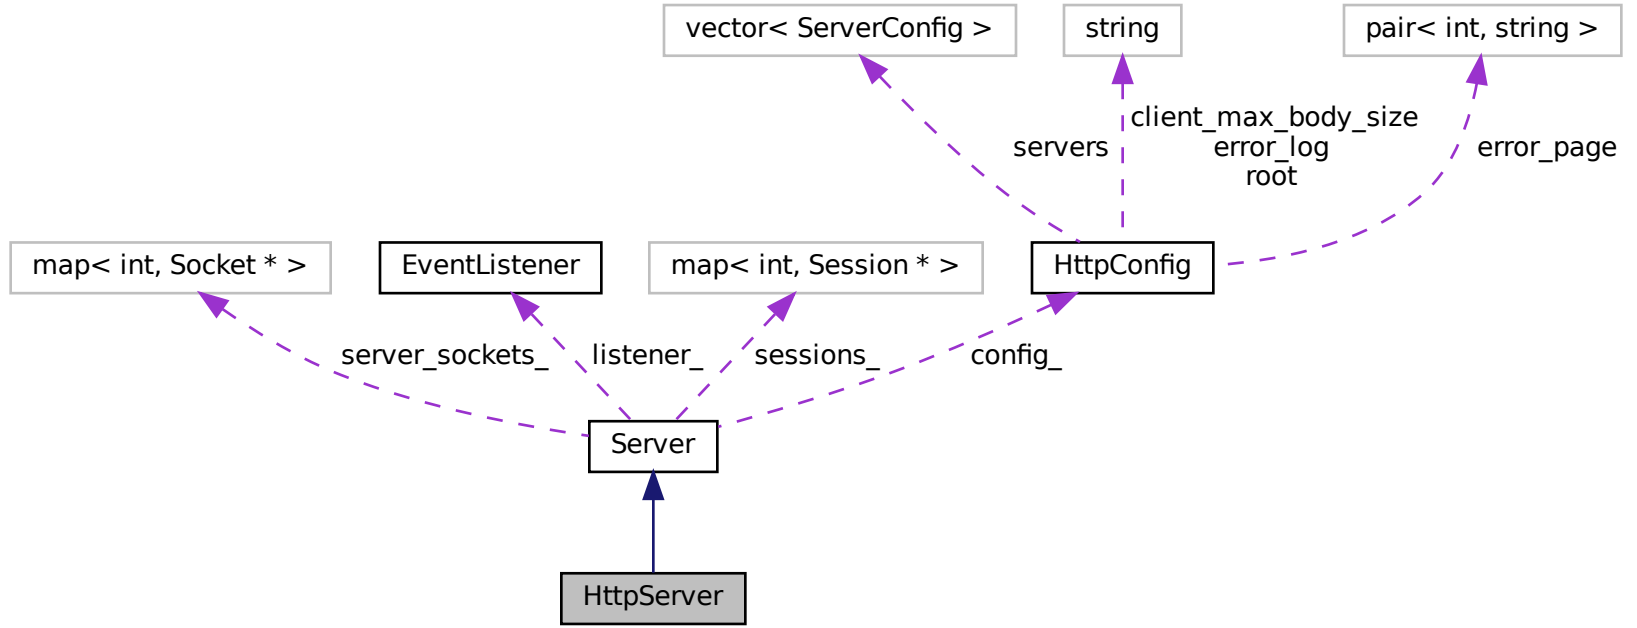 vector< ServerConfig >
string
pair< int, string >
servers
client_max_body_size
error_log
root
error_page
map< int, Socket * >
EventListener
map< int, Session * >
HttpConfig
server_sockets_
listener_
sessions_
config_
Server
HttpServer